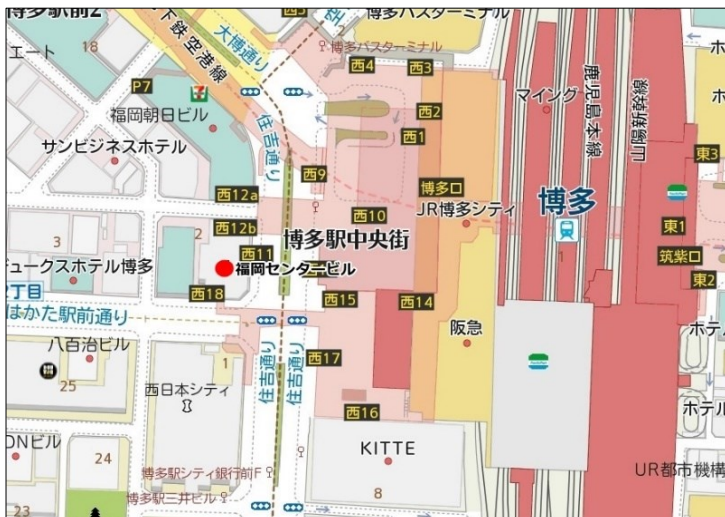 博多駅前2
18
エート
P7
福岡朝日ビル
サンビジネスホテル
地下鉄空港線
大博通り
西5
博多バスターミナル
博多バスターミナル
西4
西3
西2
西1
住吉通り
西9
西12a
西12b
西11
西10
博多口
JR博多シティ
マイング
鹿児島本線
山陽新幹線
博多
1
東3
東1
筑紫口
東2
3
2
博多駅中央街
福岡センタービル
デュークスホテル博多
西18
2丁目
はかた駅前通り
西15
西14
阪急
八百治ビル
25
1
西日本シティ
住吉通り
住吉通り
西17
西16
KITTE
8
ONビル
24
23
博多駅シティ銀行前F
博多駅三井ビル
ホテル
ホテル
UR都市機構